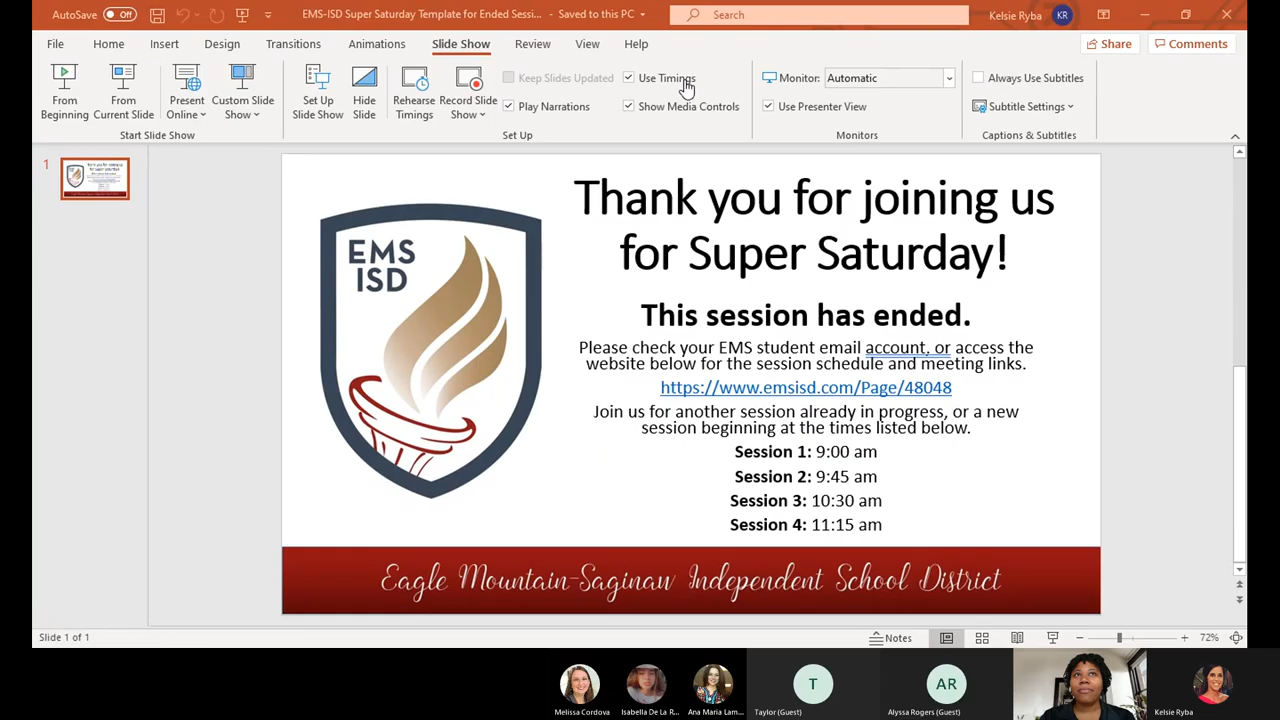 AutoSave Off EMS-ISD Super Saturday Template for Ended Sessi... - Saved to this PC Search Kelsie Ryba KR
File Home Insert Design Transitions Animations Slide Show Review View Help Share Comments
From Beginning
From Current Slide
Present Online
Custom Slide Show
Set Up Slide Show
Hide Slide
Rehearse Timings
Record Slide Show
Keep Slides Updated
Use Timings
Play Narrations
Show Media Controls
Monitor: Automatic
Use Presenter View
Always Use Subtitles
Subtitle Settings
Start Slide Show Set Up Monitors Captions & Subtitles
1
EMS
ISD
Thank you for joining us
for Super Saturday!
This session has ended.
Please check your EMS student email account, or access the
website below for the session schedule and meeting links.
https://www.emsisd.com/Page/48048
Join us for another session already in progress, or a new
session beginning at the times listed below.
Session 1: 9:00 am
Session 2: 9:45 am
Session 3: 10:30 am
Session 4: 11:15 am
Eagle Mountain-Saginaw Independent School District
Slide 1 of 1 Notes 72%
T AR
Melissa Cordova Isabella De La R... Ana Maria Lam... Taylor (Guest) Alyssa Rogers (Guest) Kelsie Ryba